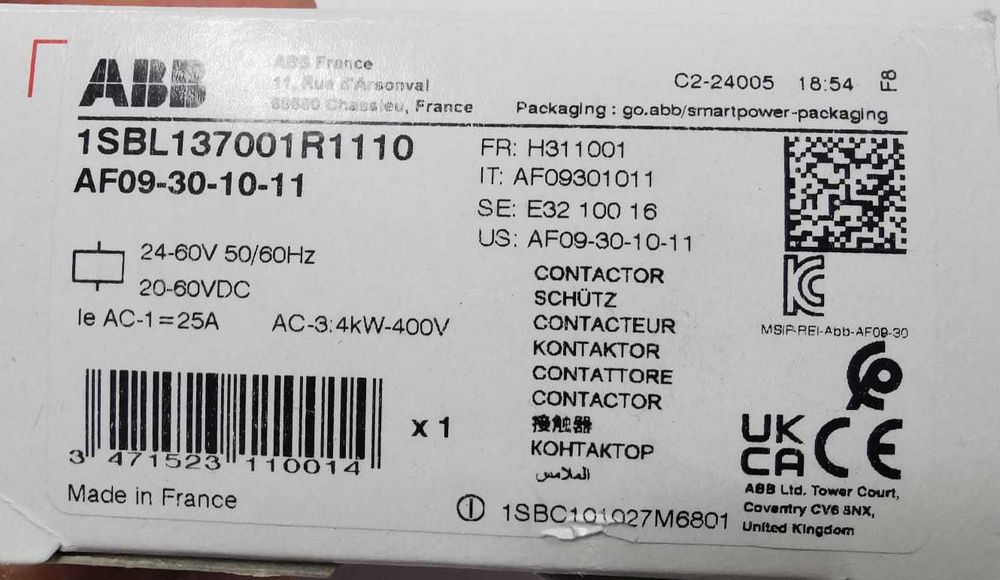 ABB
ABB France
11, Rue d'Arsonval
69680 Chassieu, France
C2-24005 18:54 F8
Packaging : go.abb/smartpower-packaging
1SBL137001R1110
AF09-30-10-11
FR: H311001
IT: AF09301011
SE: E32 100 16
US: AF09-30-10-11
24-60V 50/60Hz
20-60VDC
Ie AC-1=25A AC-3:4kW-400V
CONTACTOR
SCHÜTZ
CONTACTEUR
KONTAKTOR
CONTATTORE
CONTACTOR
接触器
КОНТАКТОР
الملامس
MSIP-REI-Abb-AF09-30
x 1
3 471523 110014
Made in France
1SBC101027M6801
UK
CA
CE
ABB Ltd. Tower Court,
Coventry CV6 5NX,
United Kingdom